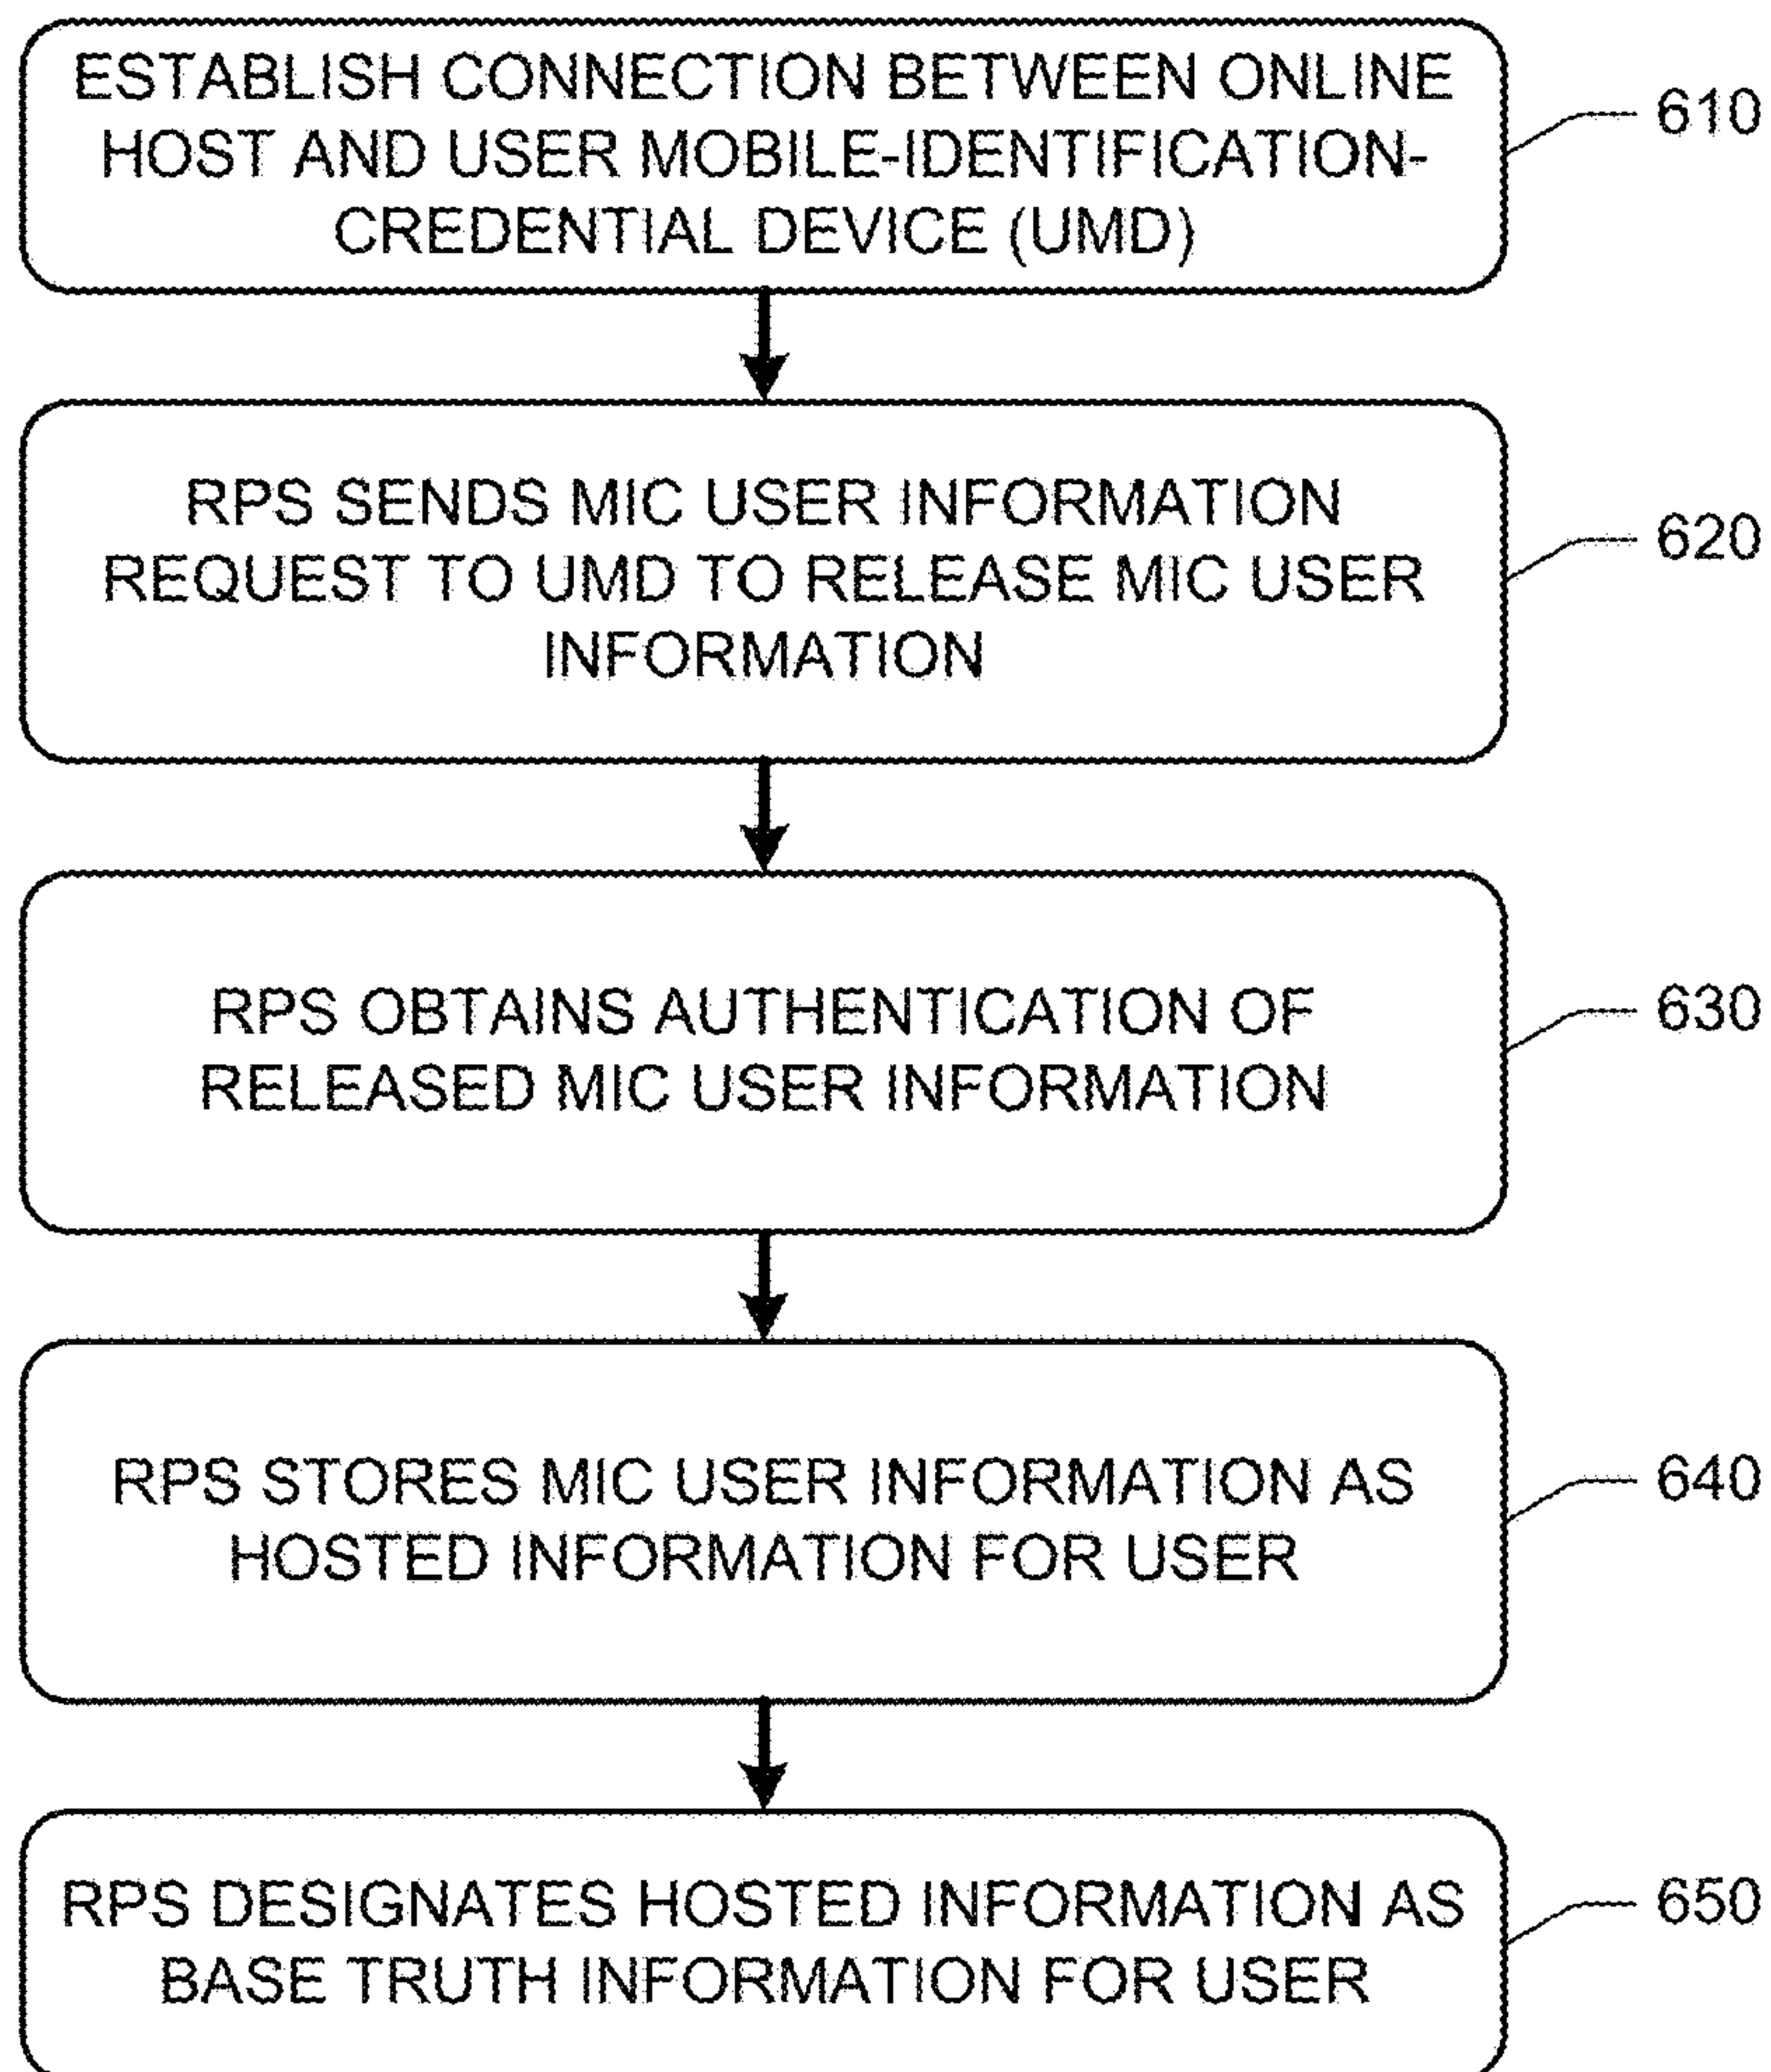 ESTABLISH CONNECTION BETWEEN ONLINE
HOST AND USER MOBILE-IDENTIFICATION-
CREDENTIAL DEVICE (UMD)
610
RPS SENDS MIC USER INFORMATION
REQUEST TO UMD TO RELEASE MIC USER
INFORMATION
620
RPS OBTAINS AUTHENTICATION OF
RELEASED MIC USER INFORMATION
630
RPS STORES MIC USER INFORMATION AS
HOSTED INFORMATION FOR USER
640
RPS DESIGNATES HOSTED INFORMATION AS
BASE TRUTH INFORMATION FOR USER
650